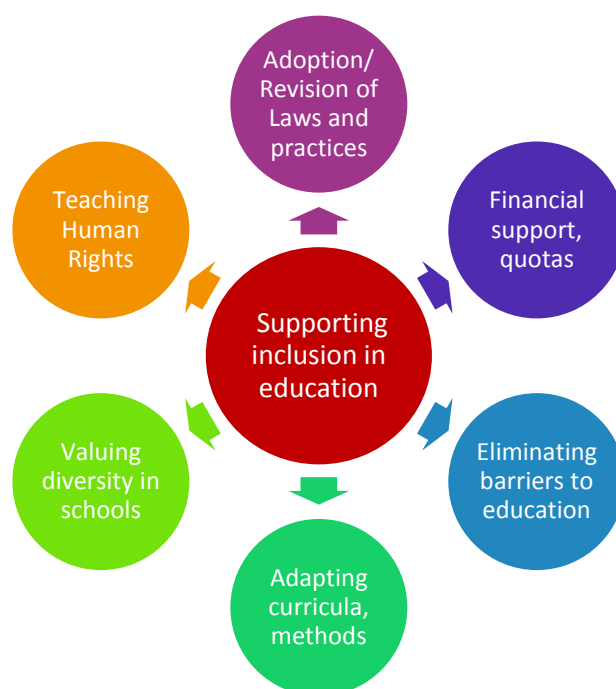 Adoption/
Revision of
Laws and
practices
Financial
support,
quotas
Eliminating
barriers to
education
Adapting
curricula,
methods
Valuing
diversity in
schools
Teaching
Human
Rights
Supporting
inclusion in
education